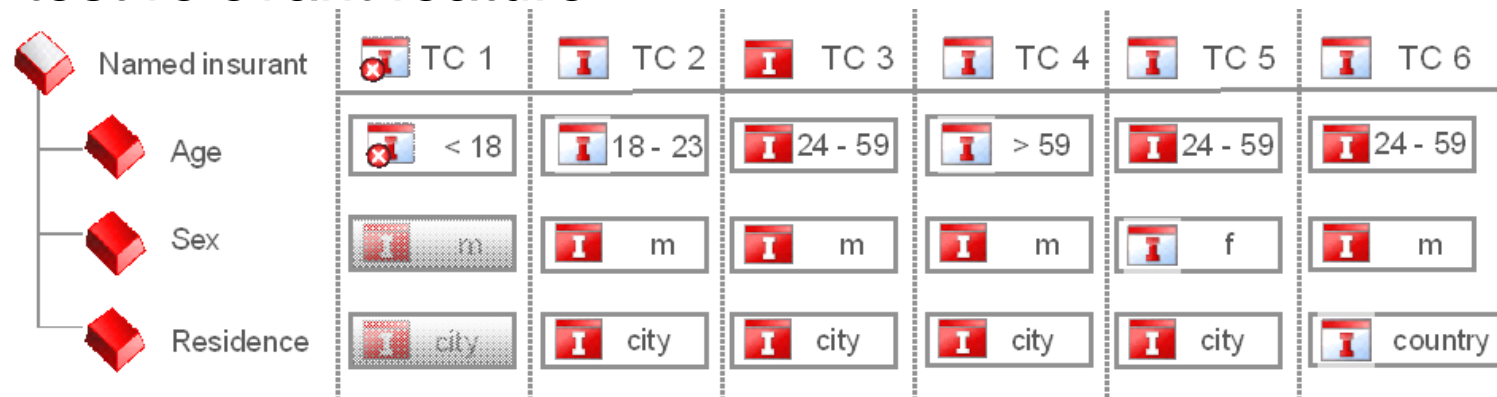 Named insurant TC 1 TC 2 TC 3 TC 4 TC 5 TC 6
Age < 18 18 - 23 24 - 59 > 59 24 - 59 24 - 59
Sex m m m m f m
Residence city city city city city country